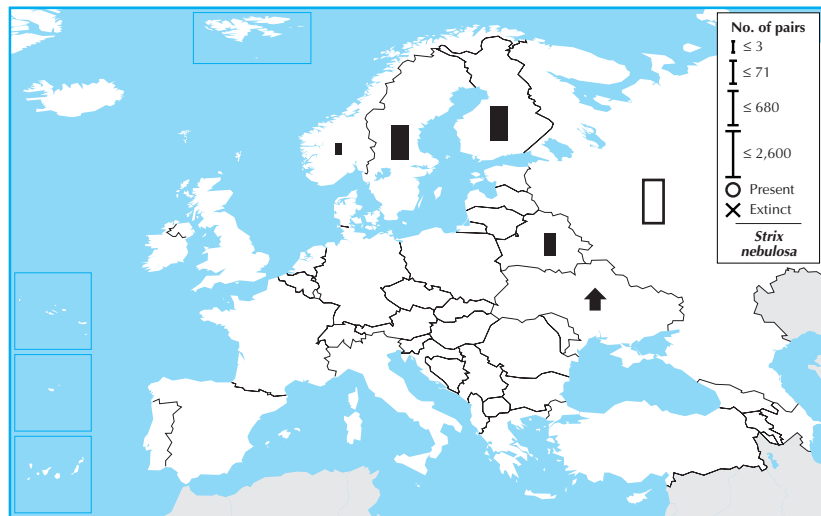 No. of pairs
≤ 3
≤ 71
≤ 680
≤ 2,600
Present
Extinct
Strix
nebulosa